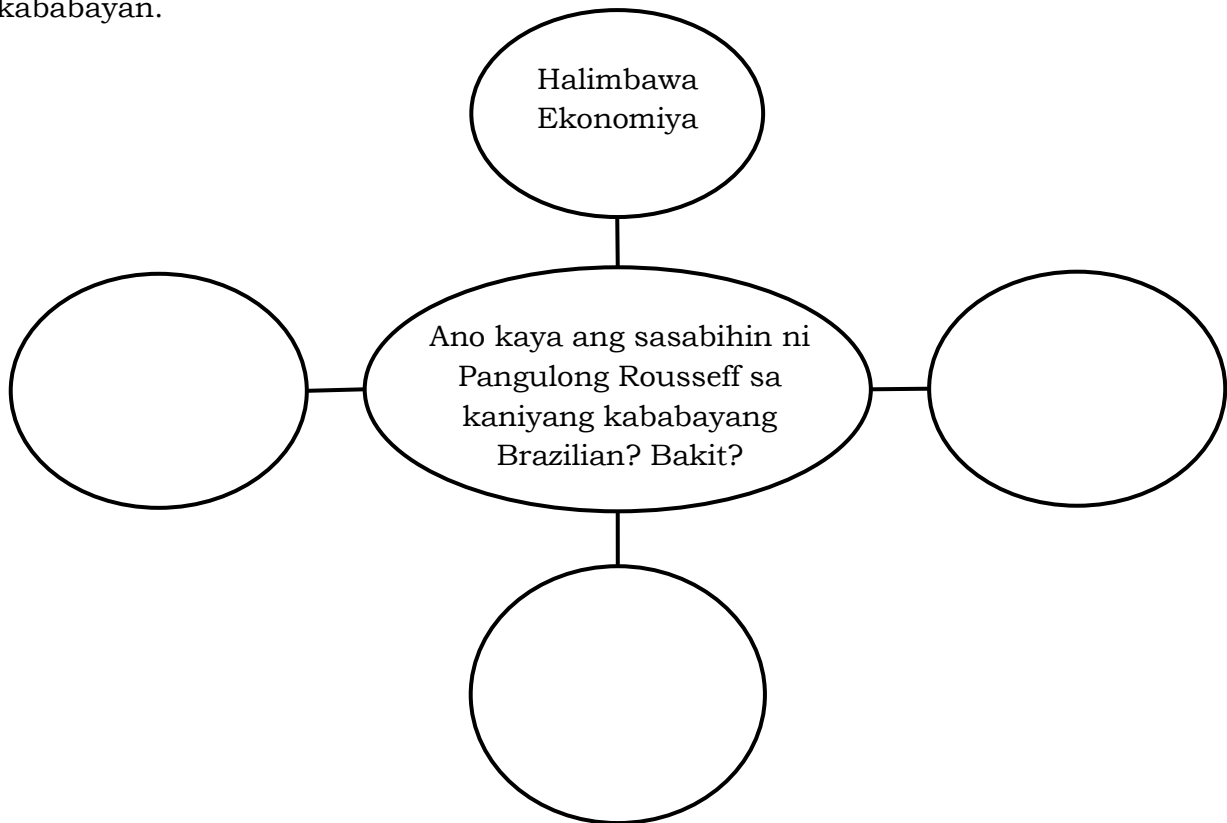 kababayan.
Halimbawa
Ekonomiya
Ano kaya ang sasabihin ni
Pangulong Rousseff sa
kaniyang kababayang
Brazilian? Bakit?